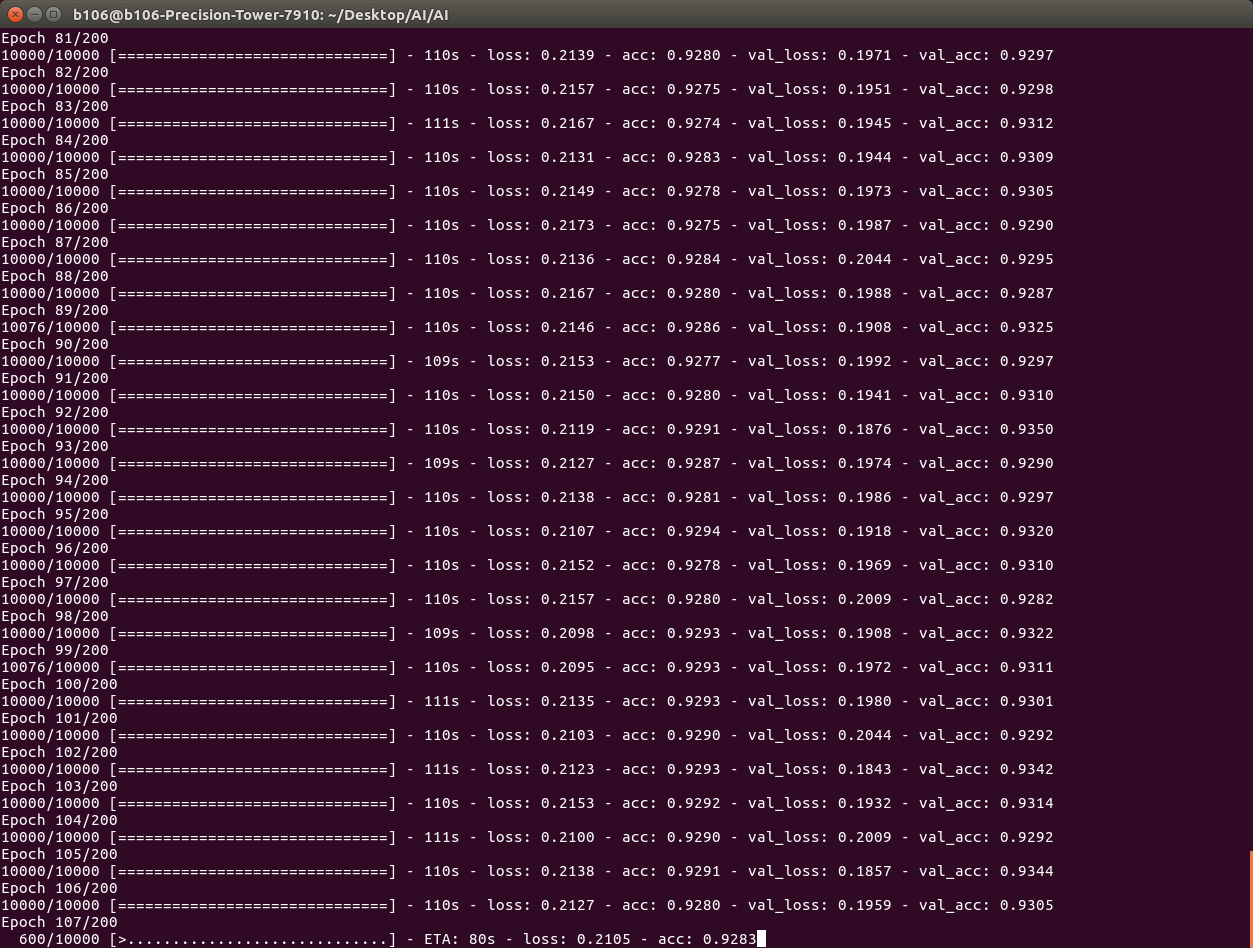 b106@b106-Precision-Tower-7910: ~/Desktop/AI/AI
Epoch 81/200
10000/10000 [==============================] - 110s - loss: 0.2139 - acc: 0.9280 - val_loss: 0.1971 - val_acc: 0.9297
Epoch 82/200
10000/10000 [==============================] - 110s - loss: 0.2157 - acc: 0.9275 - val_loss: 0.1951 - val_acc: 0.9298
Epoch 83/200
10000/10000 [==============================] - 111s - loss: 0.2167 - acc: 0.9274 - val_loss: 0.1945 - val_acc: 0.9312
Epoch 84/200
10000/10000 [==============================] - 110s - loss: 0.2131 - acc: 0.9283 - val_loss: 0.1944 - val_acc: 0.9309
Epoch 85/200
10000/10000 [==============================] - 110s - loss: 0.2149 - acc: 0.9278 - val_loss: 0.1973 - val_acc: 0.9305
Epoch 86/200
10000/10000 [==============================] - 110s - loss: 0.2173 - acc: 0.9275 - val_loss: 0.1987 - val_acc: 0.9290
Epoch 87/200
10000/10000 [==============================] - 110s - loss: 0.2136 - acc: 0.9284 - val_loss: 0.2044 - val_acc: 0.9295
Epoch 88/200
10000/10000 [==============================] - 110s - loss: 0.2167 - acc: 0.9280 - val_loss: 0.1988 - val_acc: 0.9287
Epoch 89/200
10076/10000 [==============================] - 110s - loss: 0.2146 - acc: 0.9286 - val_loss: 0.1908 - val_acc: 0.9325
Epoch 90/200
10000/10000 [==============================] - 109s - loss: 0.2153 - acc: 0.9277 - val_loss: 0.1992 - val_acc: 0.9297
Epoch 91/200
10000/10000 [==============================] - 110s - loss: 0.2150 - acc: 0.9280 - val_loss: 0.1941 - val_acc: 0.9310
Epoch 92/200
10000/10000 [==============================] - 110s - loss: 0.2119 - acc: 0.9291 - val_loss: 0.1876 - val_acc: 0.9350
Epoch 93/200
10000/10000 [==============================] - 109s - loss: 0.2127 - acc: 0.9287 - val_loss: 0.1974 - val_acc: 0.9290
Epoch 94/200
10000/10000 [==============================] - 110s - loss: 0.2138 - acc: 0.9281 - val_loss: 0.1986 - val_acc: 0.9297
Epoch 95/200
10000/10000 [==============================] - 110s - loss: 0.2107 - acc: 0.9294 - val_loss: 0.1918 - val_acc: 0.9320
Epoch 96/200
10000/10000 [==============================] - 110s - loss: 0.2152 - acc: 0.9278 - val_loss: 0.1969 - val_acc: 0.9310
Epoch 97/200
10000/10000 [==============================] - 110s - loss: 0.2157 - acc: 0.9280 - val_loss: 0.2009 - val_acc: 0.9282
Epoch 98/200
10000/10000 [==============================] - 109s - loss: 0.2098 - acc: 0.9293 - val_loss: 0.1908 - val_acc: 0.9322
Epoch 99/200
10076/10000 [==============================] - 110s - loss: 0.2095 - acc: 0.9293 - val_loss: 0.1972 - val_acc: 0.9311
Epoch 100/200
10000/10000 [==============================] - 111s - loss: 0.2135 - acc: 0.9293 - val_loss: 0.1980 - val_acc: 0.9301
Epoch 101/200
10000/10000 [==============================] - 110s - loss: 0.2103 - acc: 0.9290 - val_loss: 0.2044 - val_acc: 0.9292
Epoch 102/200
10000/10000 [==============================] - 111s - loss: 0.2123 - acc: 0.9293 - val_loss: 0.1843 - val_acc: 0.9342
Epoch 103/200
10000/10000 [==============================] - 110s - loss: 0.2153 - acc: 0.9292 - val_loss: 0.1932 - val_acc: 0.9314
Epoch 104/200
10000/10000 [==============================] - 111s - loss: 0.2100 - acc: 0.9290 - val_loss: 0.2009 - val_acc: 0.9292
Epoch 105/200
10000/10000 [==============================] - 110s - loss: 0.2138 - acc: 0.9291 - val_loss: 0.1857 - val_acc: 0.9344
Epoch 106/200
10000/10000 [==============================] - 110s - loss: 0.2127 - acc: 0.9280 - val_loss: 0.1959 - val_acc: 0.9305
Epoch 107/200
600/10000 [>.............................] - ETA: 80s - loss: 0.2105 - acc: 0.9283